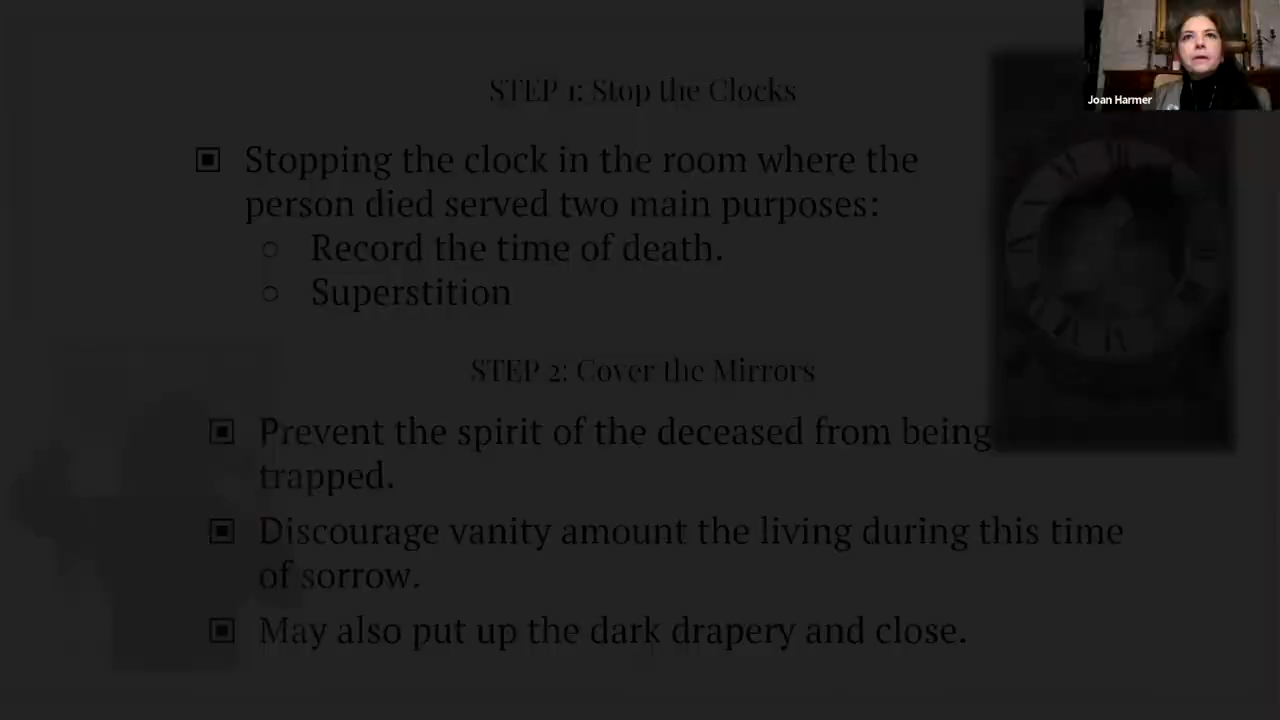 Joan Harmer
STEP 1: Stop the Clocks
▣ Stopping the clock in the room where the
person died served two main purposes:
○ Record the time of death.
○ Superstition
STEP 2: Cover the Mirrors
▣ Prevent the spirit of the deceased from being
trapped.
▣ Discourage vanity amount the living during this time
of sorrow.
▣ May also put up the dark drapery and close.